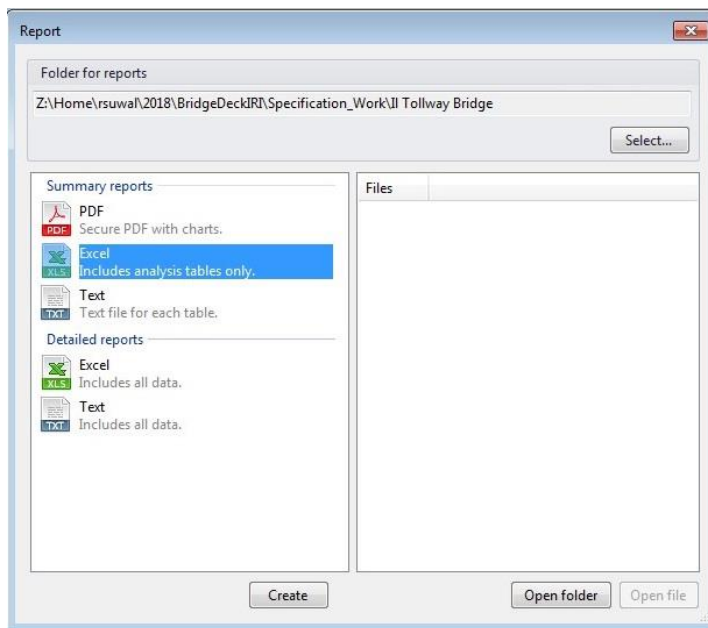 Report
Folder for reports
Z:\Home\rsuwal\2018\BridgeDeckIRI\Specification_Work\Il Tollway Bridge
Select...
Summary reports
PDF
PDF
Secure PDF with charts.
Excel
XLS
Includes analysis tables only.
Text
TXT
Text file for each table.
Detailed reports
Excel
XLS
Includes all data.
Text
TXT
Includes all data.
Files
Create
Open folder
Open file